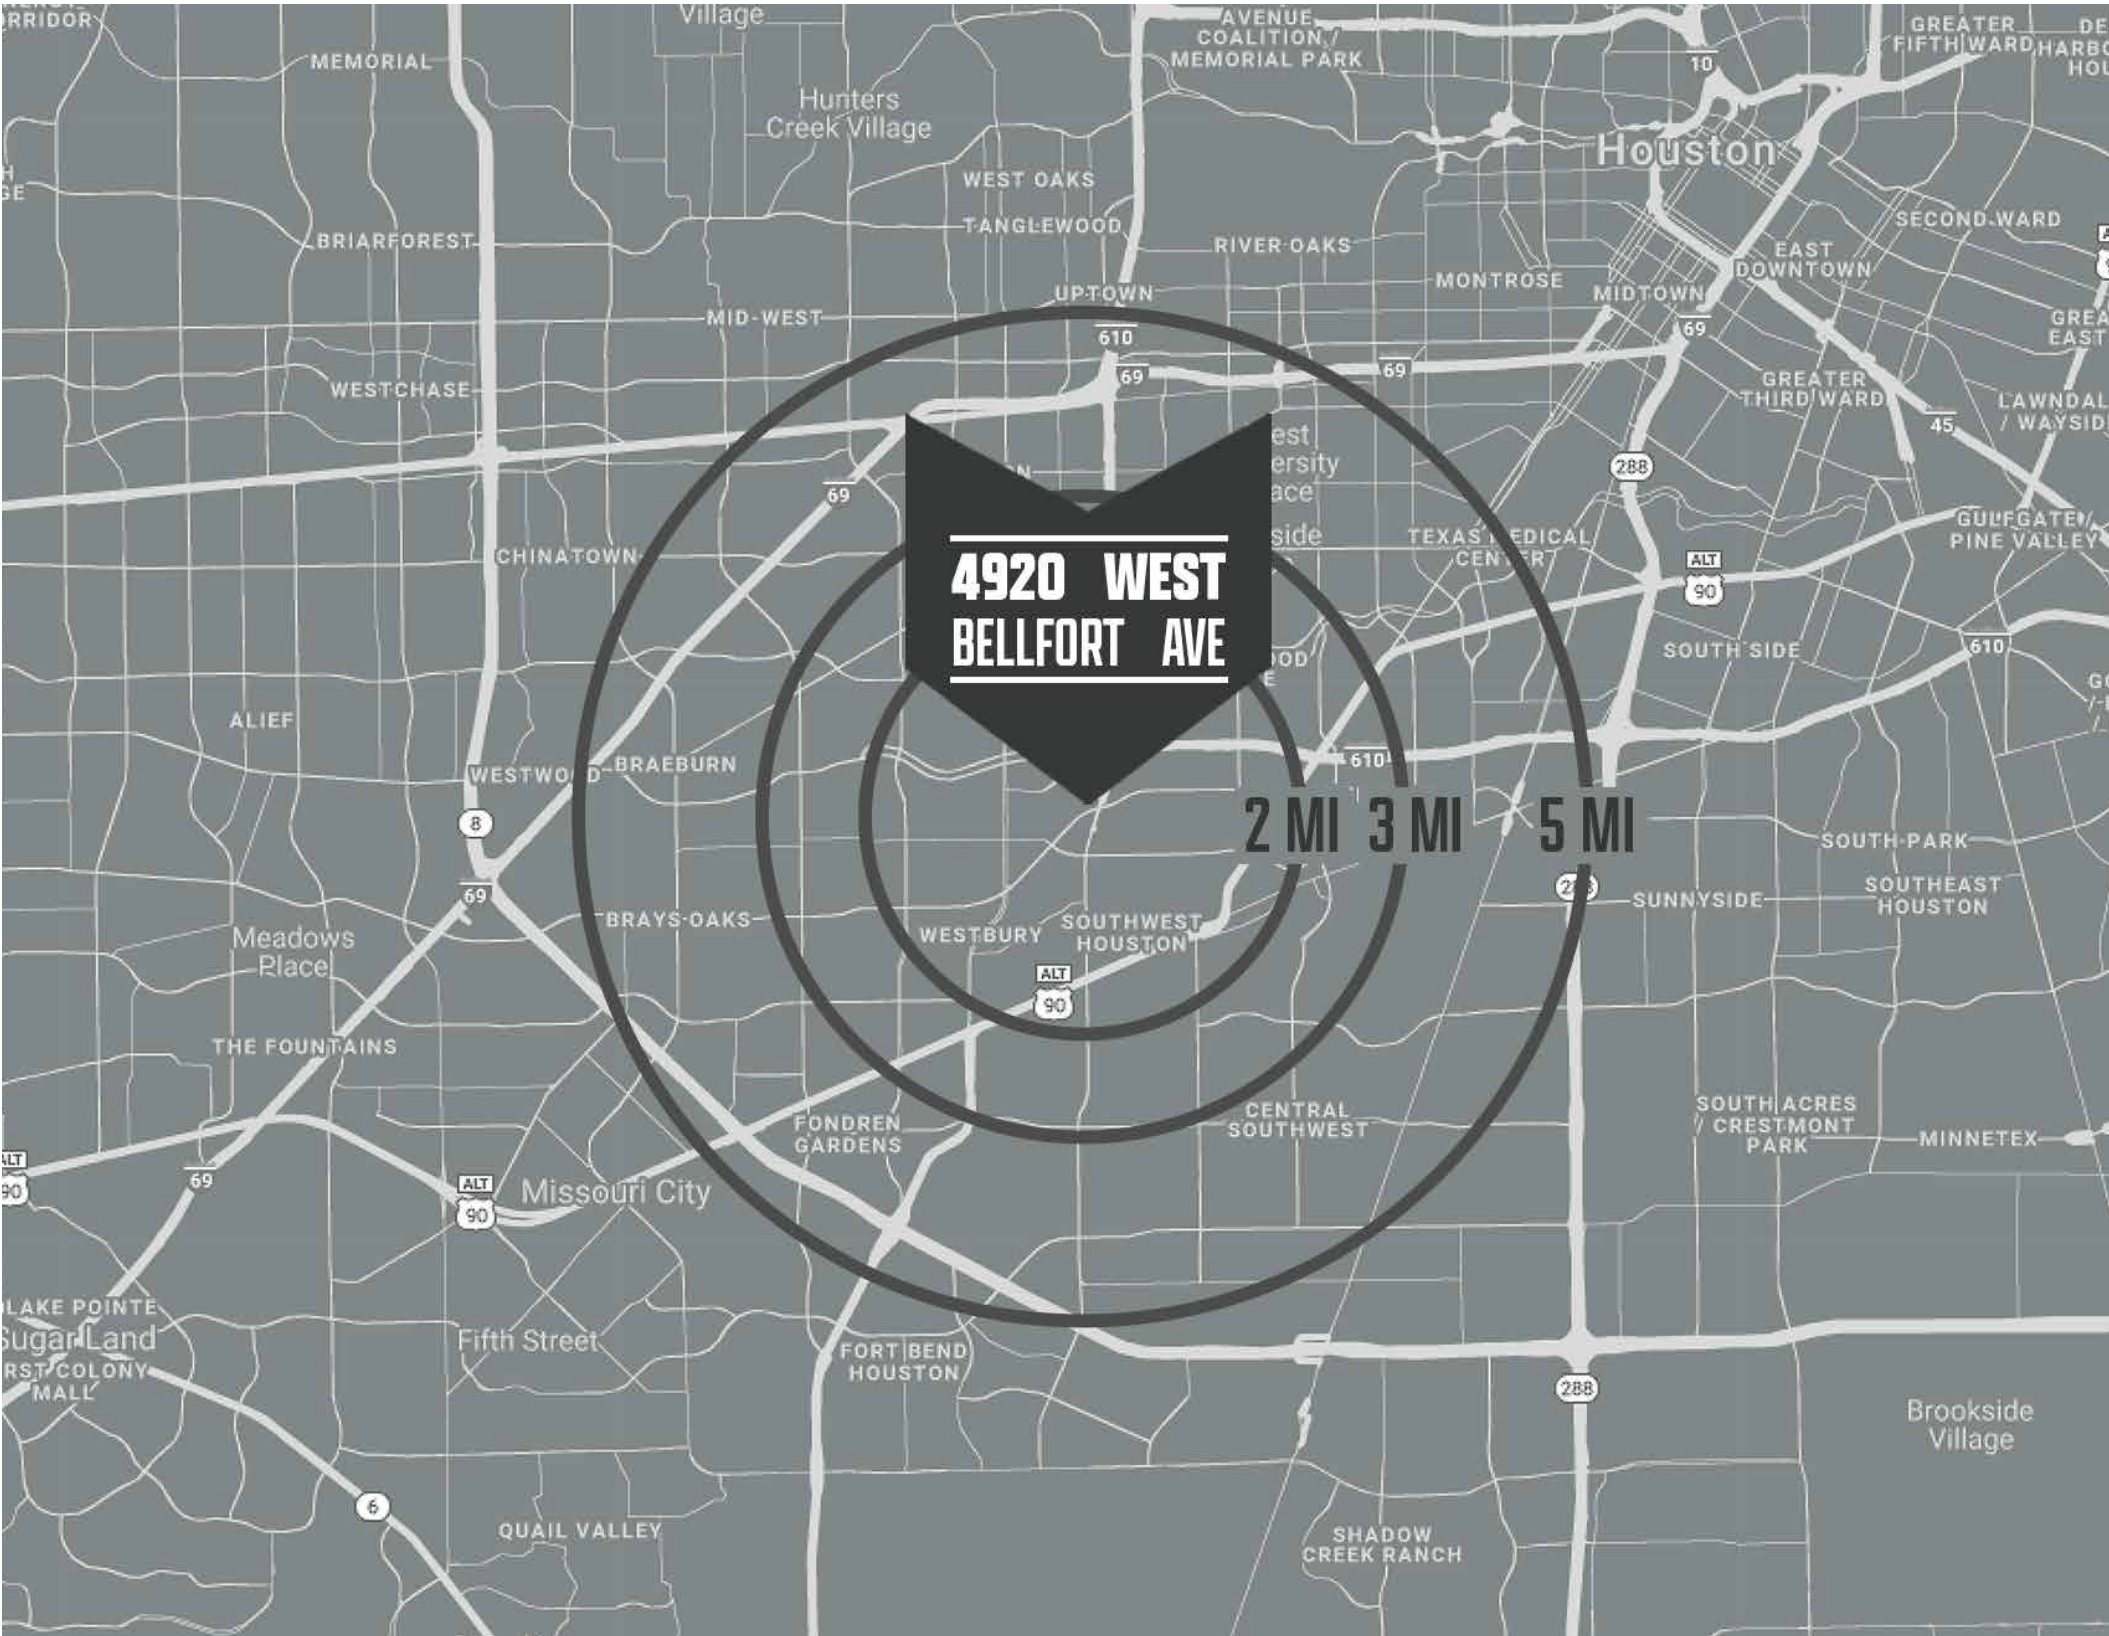 Village
MEMORIAL
Hunters
Creek Village
AVENUE
COALITION /
MEMORIAL PARK
10
GREATER
FIFTH WARD
Houston
WEST OAKS
TANGLEWOOD
BRIARFOREST
RIVER OAKS
SECOND WARD
EAST
DOWNTOWN
MONTROSE
MIDTOWN
UPTOWN
MID-WEST
610
69
69
69
WESTCHASE
GREATER
THIRD WARD
45
288
69
CHINATOWN
TEXAS MEDICAL
CENTER
GULFGATE /
PINE VALLEY
ALT
90
4920 WEST
BELLFORT AVE
SOUTH SIDE
610
ALIEF
WESTWOOD
BRAEBURN
610
8
2 MI 3 MI 5 MI
SOUTH PARK
69
288
SUNNYSIDE
SOUTHEAST
HOUSTON
BRAYS OAKS
WESTBURY
SOUTHWEST
HOUSTON
Meadows
Place
ALT
90
THE FOUNTAINS
FONDREN
GARDENS
CENTRAL
SOUTHWEST
SOUTH ACRES
/ CRESTMONT
PARK
MINNETEX
ALT
90
69
ALT
90
Missouri City
LAKE POINTE
Sugar Land
Fifth Street
MALL
FORT BEND
HOUSTON
288
Brookside
Village
6
QUAIL VALLEY
SHADOW
CREEK RANCH